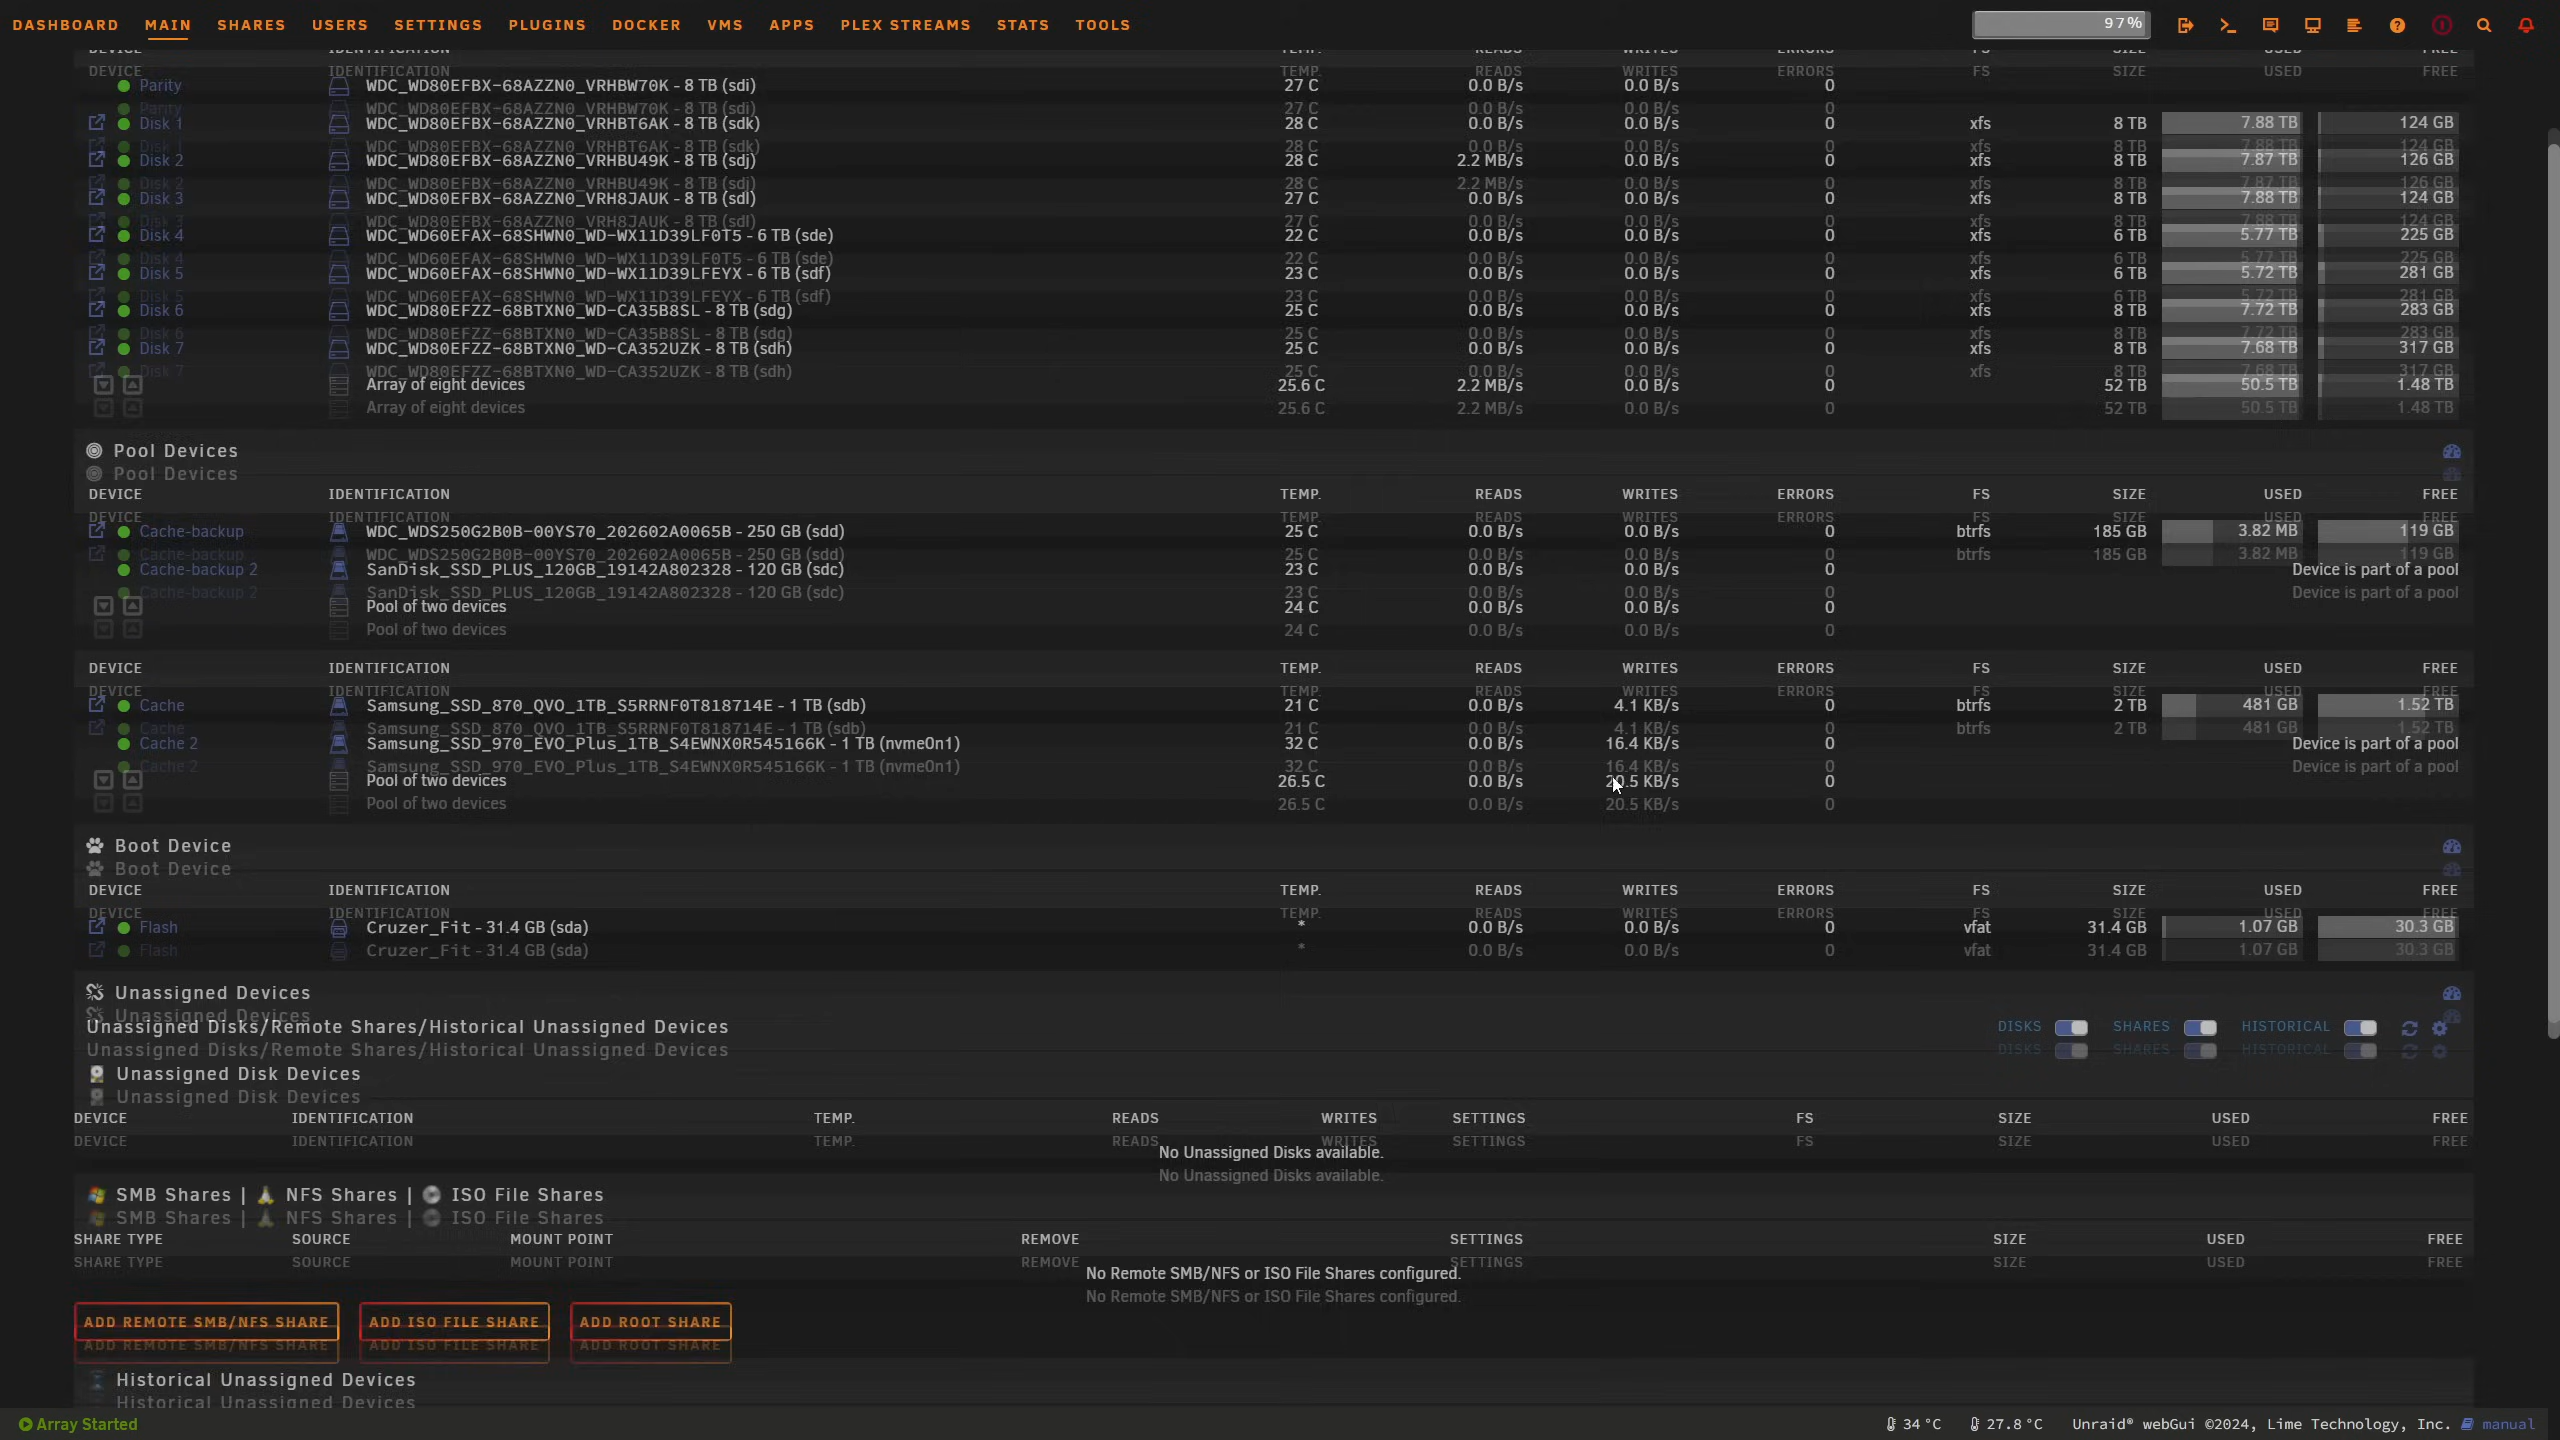 DASHBOARD MAIN SHARES USERS SETTINGS PLUGINS DOCKER VMS APPS PLEX STREAMS STATS TOOLS 97%
DEVICE IDENTIFICATION TEMP. READS WRITES ERRORS FS SIZE USED FREE
Parity WDC_WD80EFBX-68AZZN0_VRHBW70K - 8 TB (sdi) 27 C 0.0 B/s 0.0 B/s 0
Disk 1 WDC_WD80EFBX-68AZZN0_VRHBT6AK - 8 TB (sdk) 28 C 0.0 B/s 0.0 B/s 0 xfs 8 TB 7.88 TB 124 GB
Disk 2 WDC_WD80EFBX-68AZZN0_VRHBU49K - 8 TB (sdj) 28 C 2.2 MB/s 0.0 B/s 0 xfs 8 TB 7.87 TB 126 GB
Disk 3 WDC_WD80EFBX-68AZZN0_VRH8JAUK - 8 TB (sdl) 27 C 0.0 B/s 0.0 B/s 0 xfs 8 TB 7.88 TB 124 GB
Disk 4 WDC_WD60EFAX-68SHWN0_WD-WX11D39LF0T5 - 6 TB (sde) 22 C 0.0 B/s 0.0 B/s 0 xfs 6 TB 5.77 TB 225 GB
Disk 5 WDC_WD60EFAX-68SHWN0_WD-WX11D39LFEYX - 6 TB (sdf) 23 C 0.0 B/s 0.0 B/s 0 xfs 6 TB 5.72 TB 281 GB
Disk 6 WDC_WD80EFZZ-68BTXN0_WD-CA35B8SL - 8 TB (sdg) 25 C 0.0 B/s 0.0 B/s 0 xfs 8 TB 7.72 TB 283 GB
Disk 7 WDC_WD80EFZZ-68BTXN0_WD-CA352UZK - 8 TB (sdh) 25 C 0.0 B/s 0.0 B/s 0 xfs 8 TB 7.68 TB 317 GB
Array of eight devices 25.6 C 2.2 MB/s 0.0 B/s 0 52 TB 50.5 TB 1.48 TB
Pool Devices
DEVICE IDENTIFICATION TEMP. READS WRITES ERRORS FS SIZE USED FREE
Cache-backup WDC_WDS250G2B0B-00YS70_202602A0065B - 250 GB (sdd) 25 C 0.0 B/s 0.0 B/s 0 btrfs 185 GB 3.82 MB 119 GB
Cache-backup 2 SanDisk_SSD_PLUS_120GB_19142A802328 - 120 GB (sdc) 23 C 0.0 B/s 0.0 B/s 0 Device is part of a pool
Pool of two devices 24 C 0.0 B/s 0.0 B/s 0
DEVICE IDENTIFICATION TEMP. READS WRITES ERRORS FS SIZE USED FREE
Cache Samsung_SSD_870_QVO_1TB_S5RRNF0T818714E - 1 TB (sdb) 21 C 0.0 B/s 4.1 KB/s 0 btrfs 2 TB 481 GB 1.52 TB
Cache 2 Samsung_SSD_970_EVO_Plus_1TB_S4EWNX0R545166K - 1 TB (nvme0n1) 32 C 0.0 B/s 16.4 KB/s 0 Device is part of a pool
Pool of two devices 26.5 C 0.0 B/s 20.5 KB/s 0
Boot Device
DEVICE IDENTIFICATION TEMP. READS WRITES ERRORS FS SIZE USED FREE
Flash Cruzer_Fit - 31.4 GB (sda) * 0.0 B/s 0.0 B/s 0 vfat 31.4 GB 1.07 GB 30.3 GB
Unassigned Devices
Unassigned Disks/Remote Shares/Historical Unassigned Devices DISKS SHARES HISTORICAL
Unassigned Disk Devices
DEVICE IDENTIFICATION TEMP. READS WRITES SETTINGS FS SIZE USED FREE
No Unassigned Disks available.
SMB Shares | NFS Shares | ISO File Shares
SHARE TYPE SOURCE MOUNT POINT REMOVE SETTINGS SIZE USED FREE
No Remote SMB/NFS or ISO File Shares configured.
ADD REMOTE SMB/NFS SHARE ADD ISO FILE SHARE ADD ROOT SHARE
Historical Unassigned Devices
Array Started 34 °C 27.8 °C Unraid® webGui ©2024, Lime Technology, Inc. manual